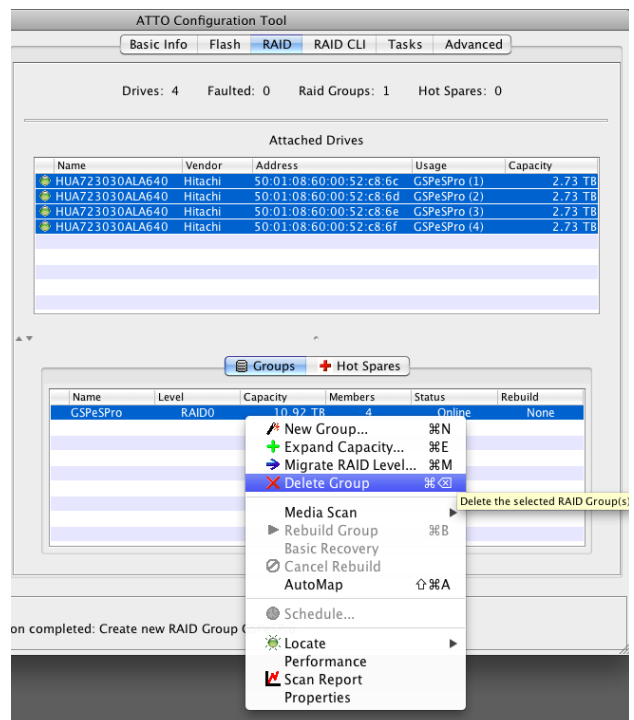 ATTO Configuration Tool
Basic Info Flash RAID RAID CLI Tasks Advanced
Drives: 4 Faulted: 0 Raid Groups: 1 Hot Spares: 0
Attached Drives
Name Vendor Address Usage Capacity
HUA723030ALA640 Hitachi 50:01:08:60:00:52:c8:6c GSPeSPro (1) 2.73 TB
HUA723030ALA640 Hitachi 50:01:08:60:00:52:c8:6d GSPeSPro (2) 2.73 TB
HUA723030ALA640 Hitachi 50:01:08:60:00:52:c8:6e GSPeSPro (3) 2.73 TB
HUA723030ALA640 Hitachi 50:01:08:60:00:52:c8:6f GSPeSPro (4) 2.73 TB
Groups Hot Spares
Name Level Capacity Members Status Rebuild
GSPeSPro RAID0 10.92 TB 4 Online None
New Group... ⌘N
Expand Capacity... ⌘E
Migrate RAID Level... ⌘M
Delete Group ⌘⌫
Delete the selected RAID Group(s)
Media Scan
Rebuild Group ⌘B
Basic Recovery
Cancel Rebuild
AutoMap ⇧⌘A
Schedule...
on completed: Create new RAID Group
Locate
Performance
Scan Report
Properties